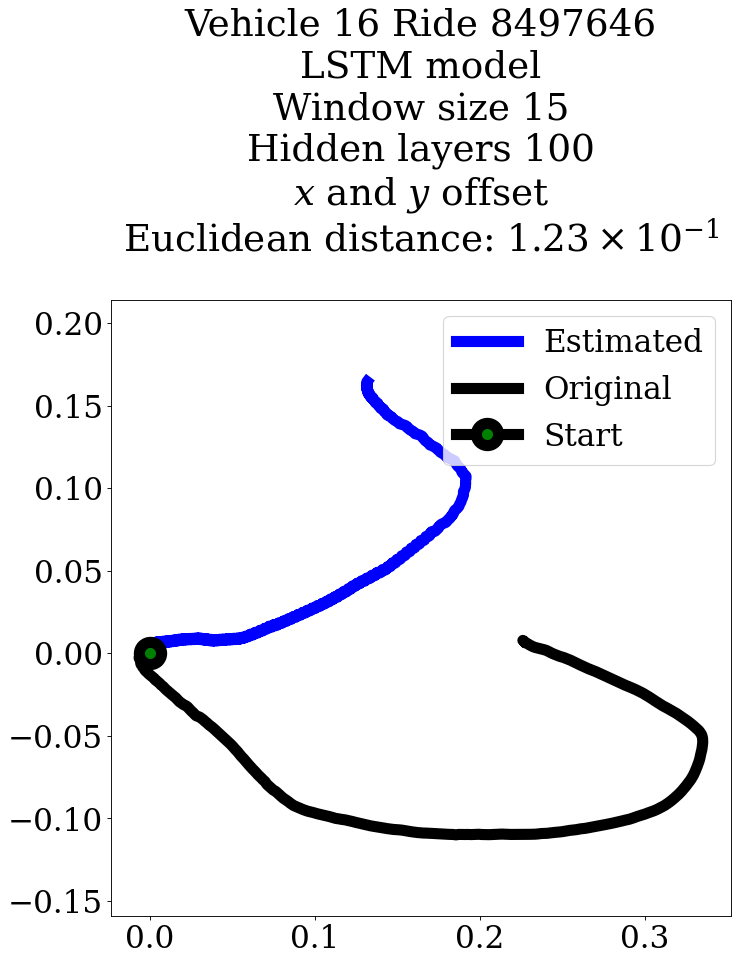 Vehicle 16 Ride 8497646
LSTM model
Window size 15
Hidden layers 100
x and y offset
Euclidean distance: 1.23 × 10⁻¹
Estimated
Original
Start
0.20
0.15
0.10
0.05
0.00
−0.05
−0.10
−0.15
0.0 0.1 0.2 0.3